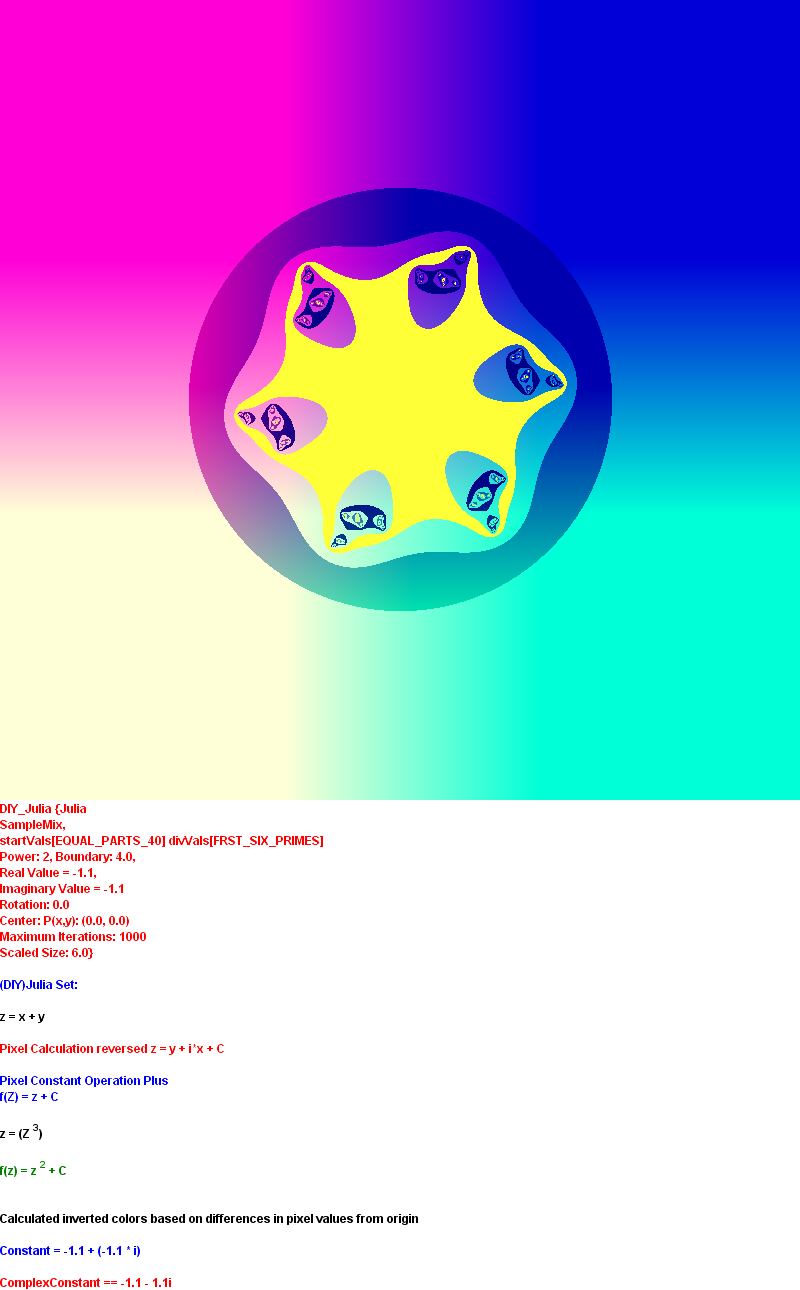 DIY_Julia {Julia
SampleMix,
startVals[EQUAL_PARTS_40] divVals[FRST_SIX_PRIMES]
Power: 2, Boundary: 4.0,
Real Value = -1.1,
Imaginary Value = -1.1
Rotation: 0.0
Center: P(x,y): (0.0, 0.0)
Maximum Iterations: 1000
Scaled Size: 6.0}
(DIY)Julia Set:
z = x + y
Pixel Calculation reversed z = y + i*x + C
Pixel Constant Operation Plus
f(Z) = z + C
z = (Z ³)
f(z) = z ² + C
Calculated inverted colors based on differences in pixel values from origin
Constant = -1.1 + (-1.1 * i)
ComplexConstant == -1.1 - 1.1i